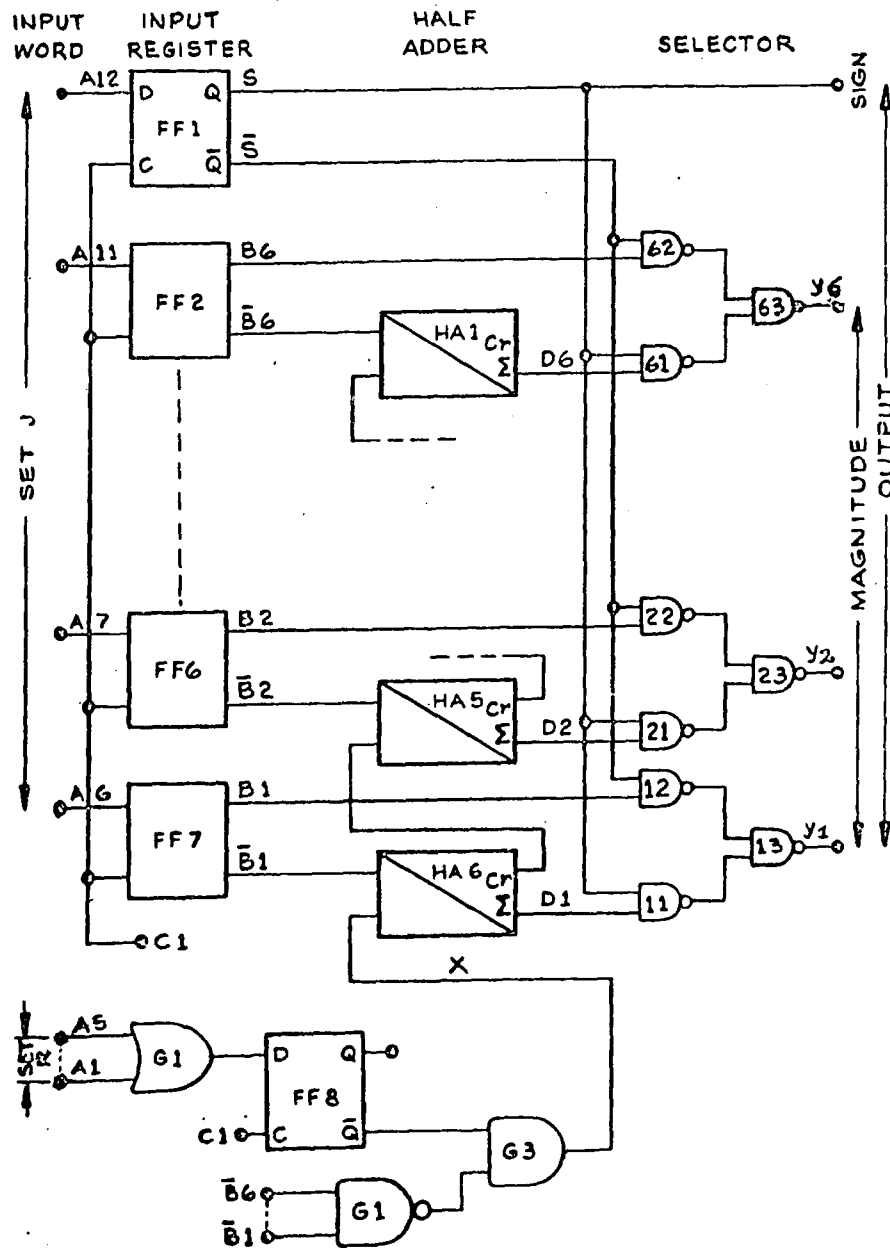 INPUT WORD
INPUT REGISTER
HALF ADDER
SELECTOR
A12
D
Q
S
FF1
C
Q̄
S̄
SIGN
A11
FF2
B6
B̄6
HA1
Cr
Σ
D6
62
61
63
y6
SET J
MAGNITUDE
OUTPUT
A7
FF6
B2
B̄2
HA5
Cr
Σ
D2
22
21
23
y2
A6
FF7
B1
B̄1
HA6
Cr
Σ
D1
12
11
13
y1
C1
X
SET R
A5
A1
G1
D
Q
FF8
C1
C
Q̄
G3
B̄6
B̄1
G1